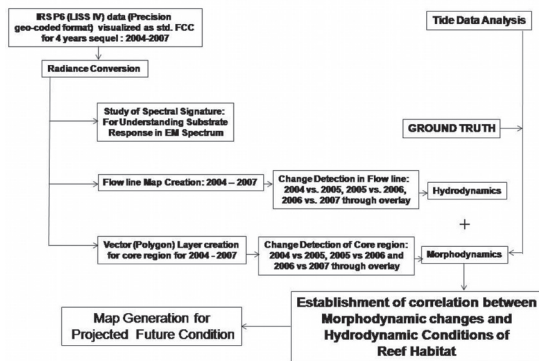 IRS P6 (LISS IV) data (Precision
geo-coded format) visualized as std. FCC
for 4 years sequel : 2004-2007
Tide Data Analysis
Radiance Conversion
Study of Spectral Signature:
For Understanding Substrate
Response in EM Spectrum
GROUND TRUTH
Flow line Map Creation: 2004 – 2007
Change Detection in Flow line:
2004 vs. 2005, 2005 vs. 2006,
2006 vs. 2007 through overlay
Hydrodynamics
+
Vector (Polygon) Layer creation
for core region for 2004 - 2007
Change Detection of Core region:
2004 vs 2005, 2005 vs 2006 and
2006 vs 2007 through overlay
Morphodynamics
Establishment of correlation between
Morphodynamic changes and
Hydrodynamic Conditions of
Reef Habitat
Map Generation for
Projected Future Condition